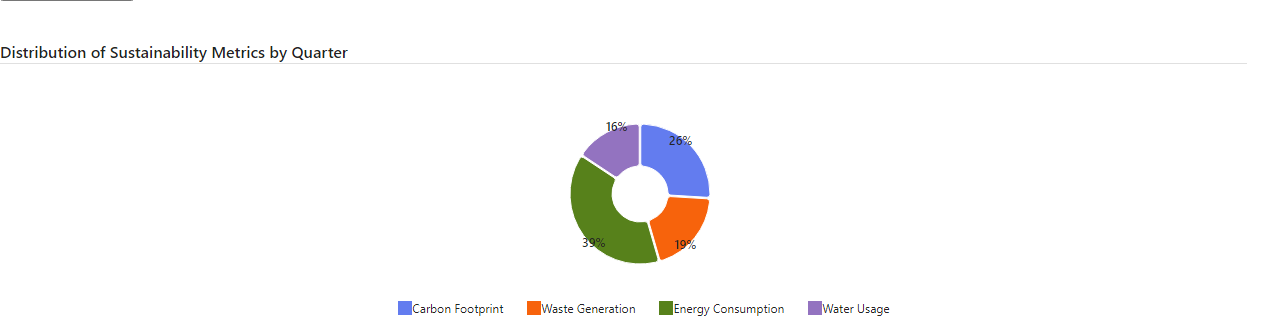 Distribution of Sustainability Metrics by Quarter
16%
26%
39%
19%
Carbon Footprint Waste Generation Energy Consumption Water Usage